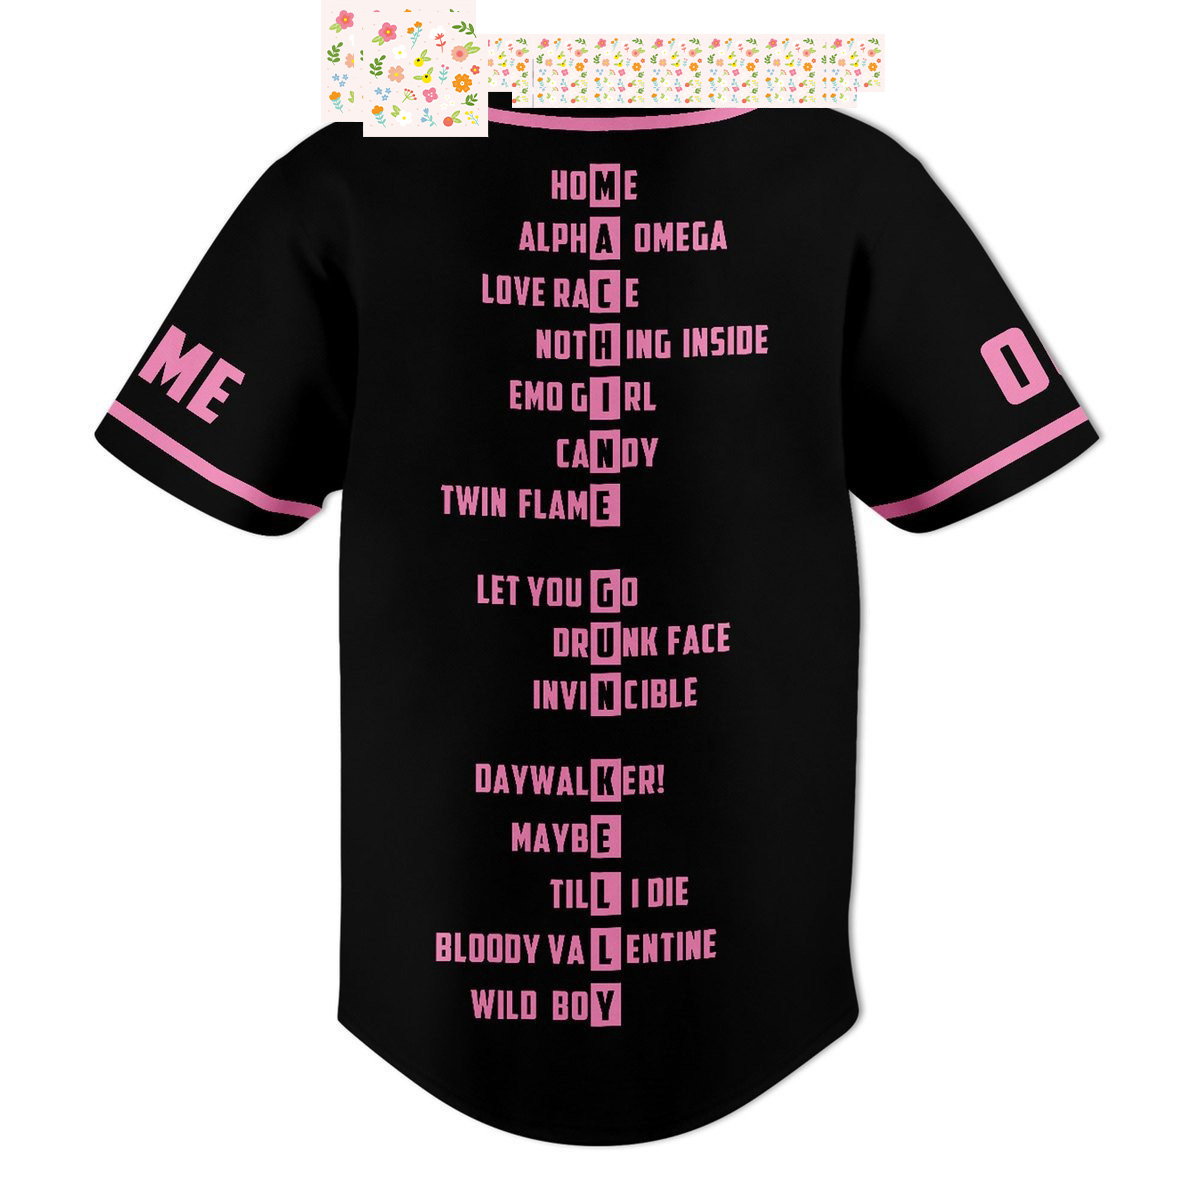 HOME
ALPHA OMEGA
LOVE RACE
NOTHING INSIDE
EMO GIRL
CANDY
TWIN FLAME
LET YOU GO
DRUNK FACE
INVINCIBLE
DAYWALKER!
MAYBE
TILL I DIE
BLOODY VALENTINE
WILD BOY
ME
O